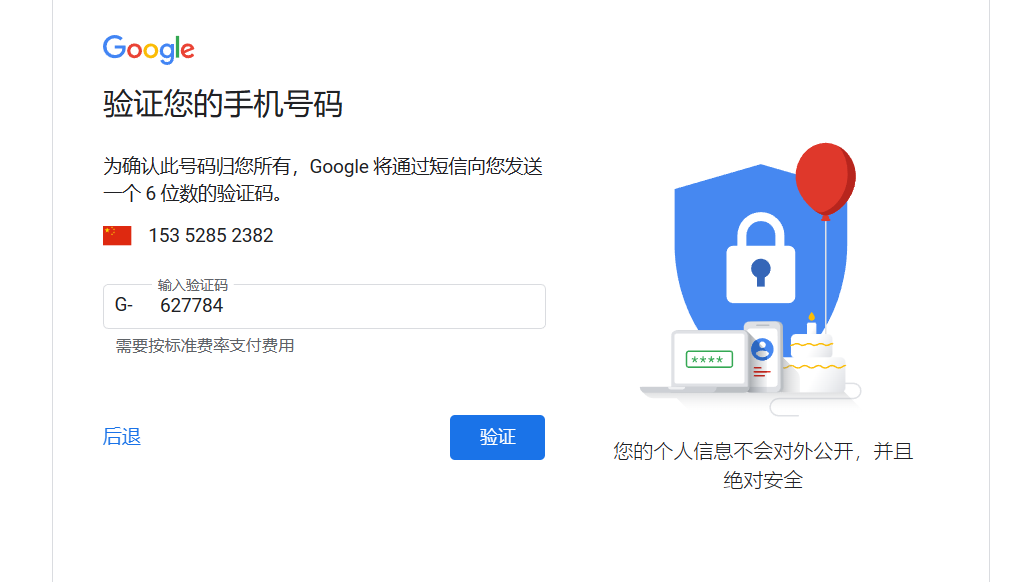 Google
验证您的手机号码
为确认此号码归您所有，Google 将通过短信向您发送
一个 6 位数的验证码。
153 5285 2382
输入验证码
G- 627784
需要按标准费率支付费用
后退
验证
****
您的个人信息不会对外公开，并且
绝对安全